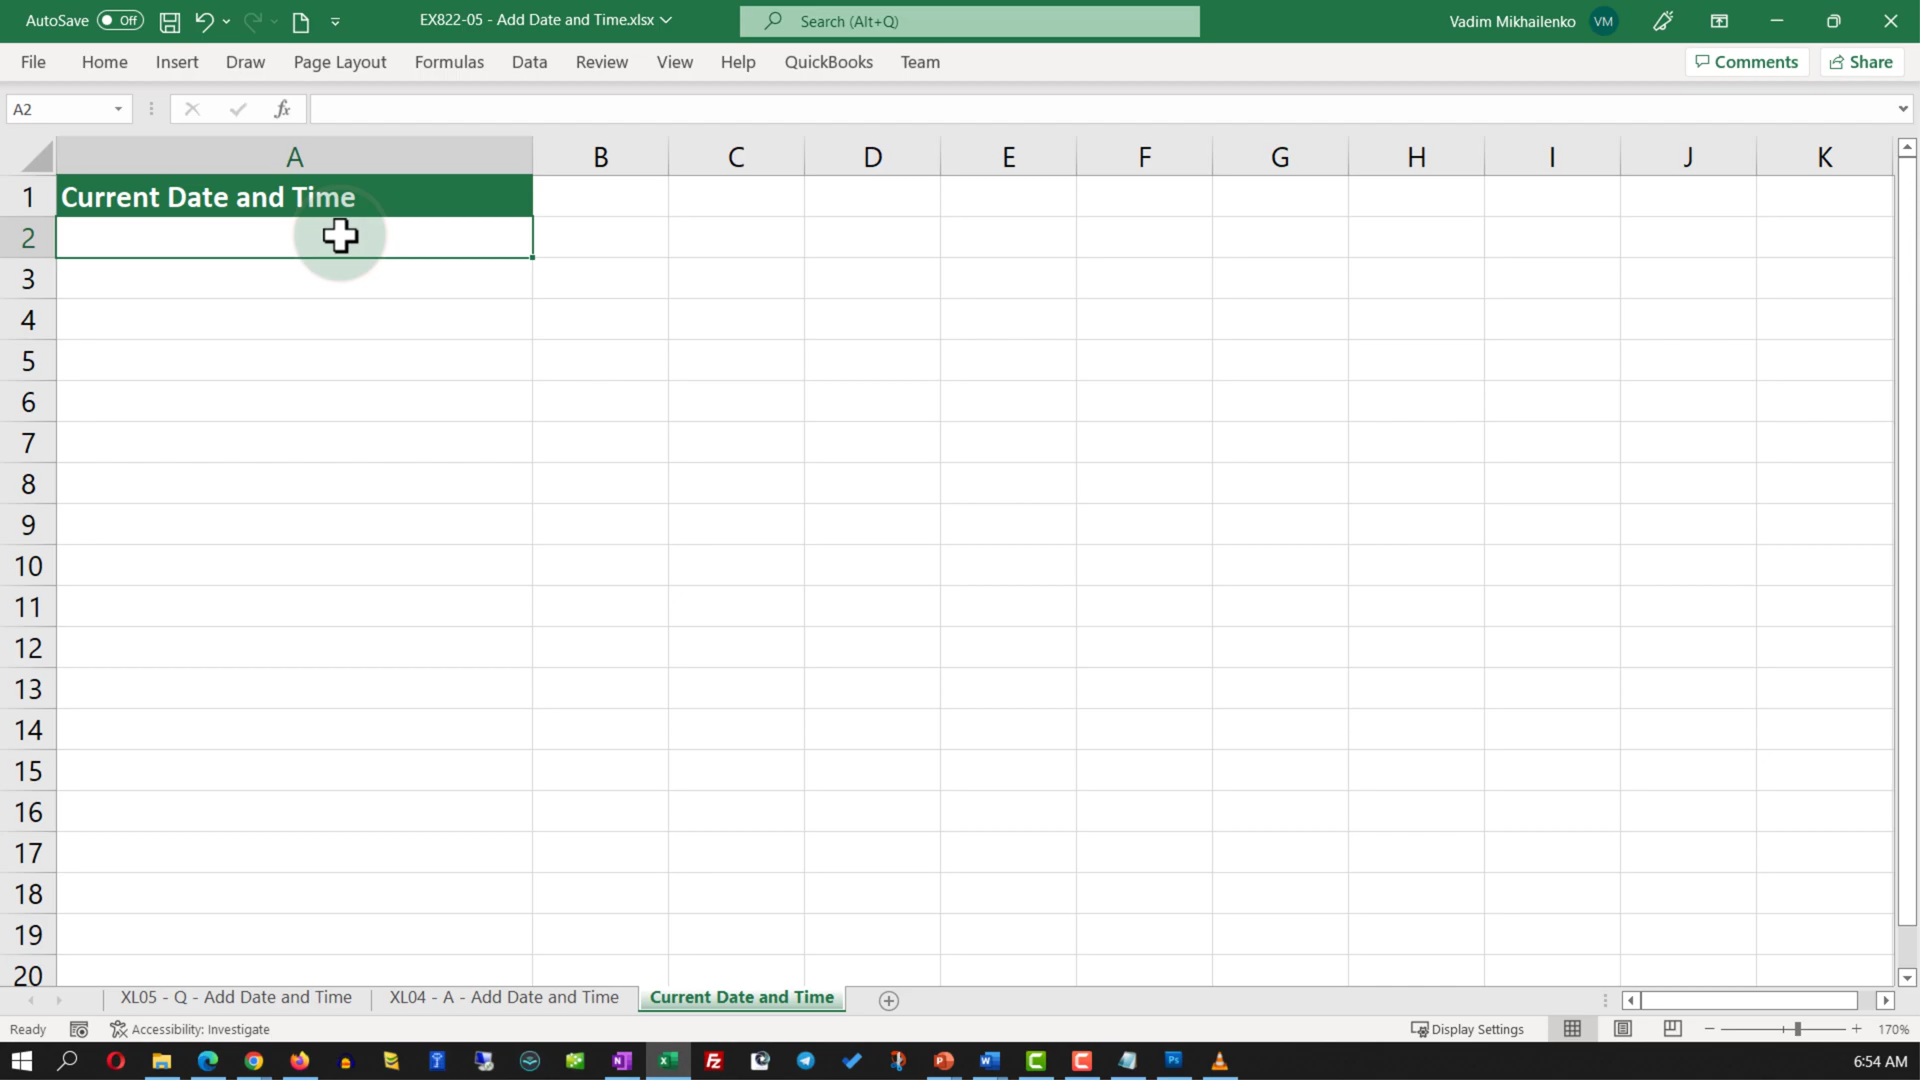 AutoSave Off EX822-05 - Add Date and Time.xlsx Search (Alt+Q) Vadim Mikhailenko VM
File Home Insert Draw Page Layout Formulas Data Review View Help QuickBooks Team Comments Share
A2 fx
A B C D E F G H I J K
1 Current Date and Time
2
3
4
5
6
7
8
9
10
11
12
13
14
15
16
17
18
19
20
XL05 - Q - Add Date and Time XL04 - A - Add Date and Time Current Date and Time
Ready Accessibility: Investigate Display Settings 170%
6:54 AM